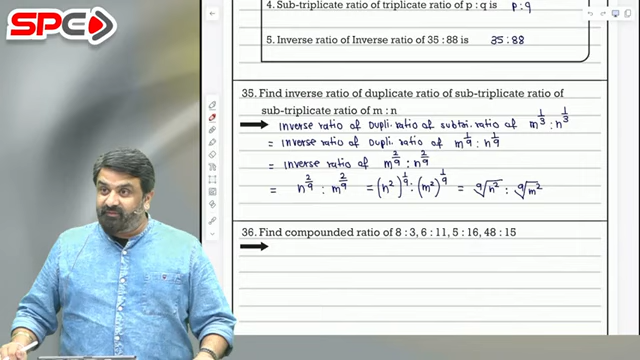 SPC
4. Sub-triplicate ratio of triplicate ratio of p : q is p : q
5. Inverse ratio of Inverse ratio of 35 : 88 is 35 : 88
35. Find inverse ratio of duplicate ratio of sub-triplicate ratio of
sub-triplicate ratio of m : n
Inverse ratio of Dupli. ratio of subtri. ratio of m^(1/3) : n^(1/3)
= Inverse ratio of Dupli. ratio of m^(1/9) : n^(1/9)
= Inverse ratio of m^(2/9) : n^(2/9)
= n^(2/9) : m^(2/9) = (n²)^(1/9) : (m²)^(1/9) = ⁹√n² : ⁹√m²
36. Find compounded ratio of 8 : 3, 6 : 11, 5 : 16, 48 : 15